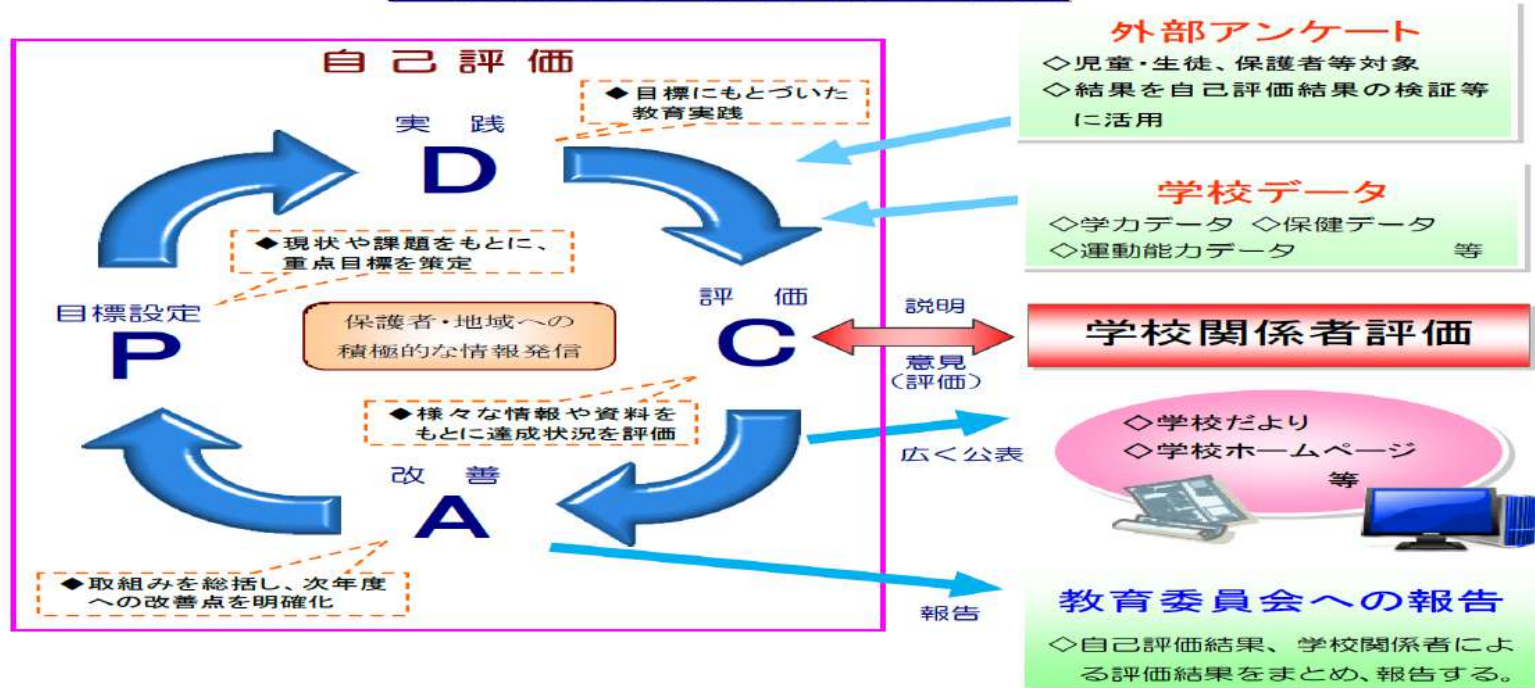 自己評価
◆目標にもとづいた
教育実践
実 践
D
◆現状や課題をもとに、
重点目標を策定
目標設定
P
保護者・地域への
積極的な情報発信
評 価
C
◆様々な情報や資料を
もとに達成状況を評価
改 善
A
◆取組みを総括し、次年度
への改善点を明確化
外部アンケート
◇児童・生徒、保護者等対象
◇結果を自己評価結果の検証等
に活用
学校データ
◇学力データ ◇保健データ
◇運動能力データ 等
説明
意見
(評価)
学校関係者評価
広く公表
◇学校だより
◇学校ホームページ
等
報告
教育委員会への報告
◇自己評価結果、学校関係者によ
る評価結果をまとめ、報告する。